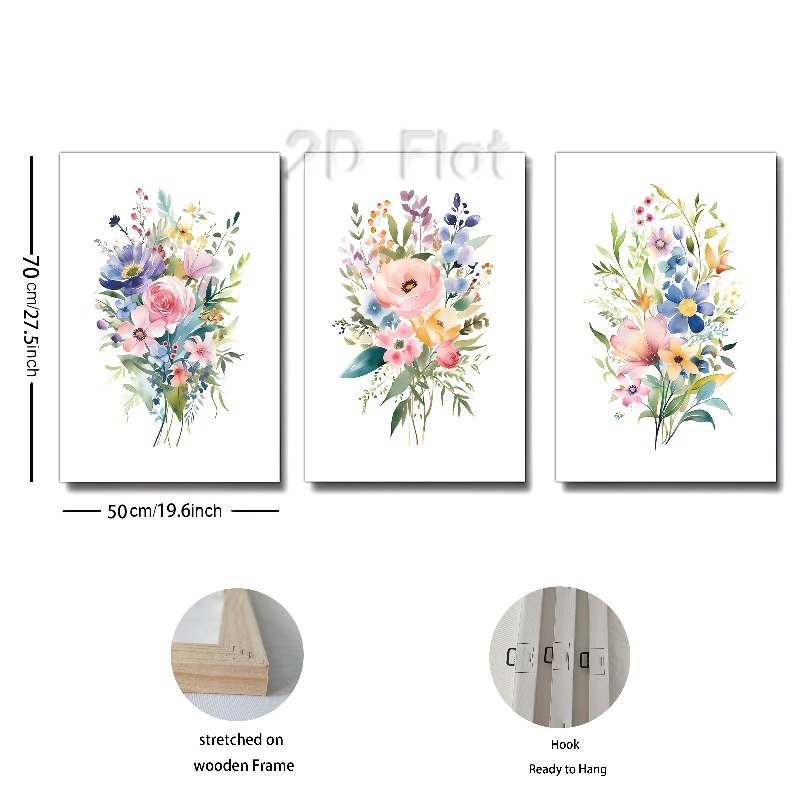 2D Flat
70 cm/27.5inch
50 cm/19.6inch
stretched on
wooden Frame
Hook
Ready to Hang